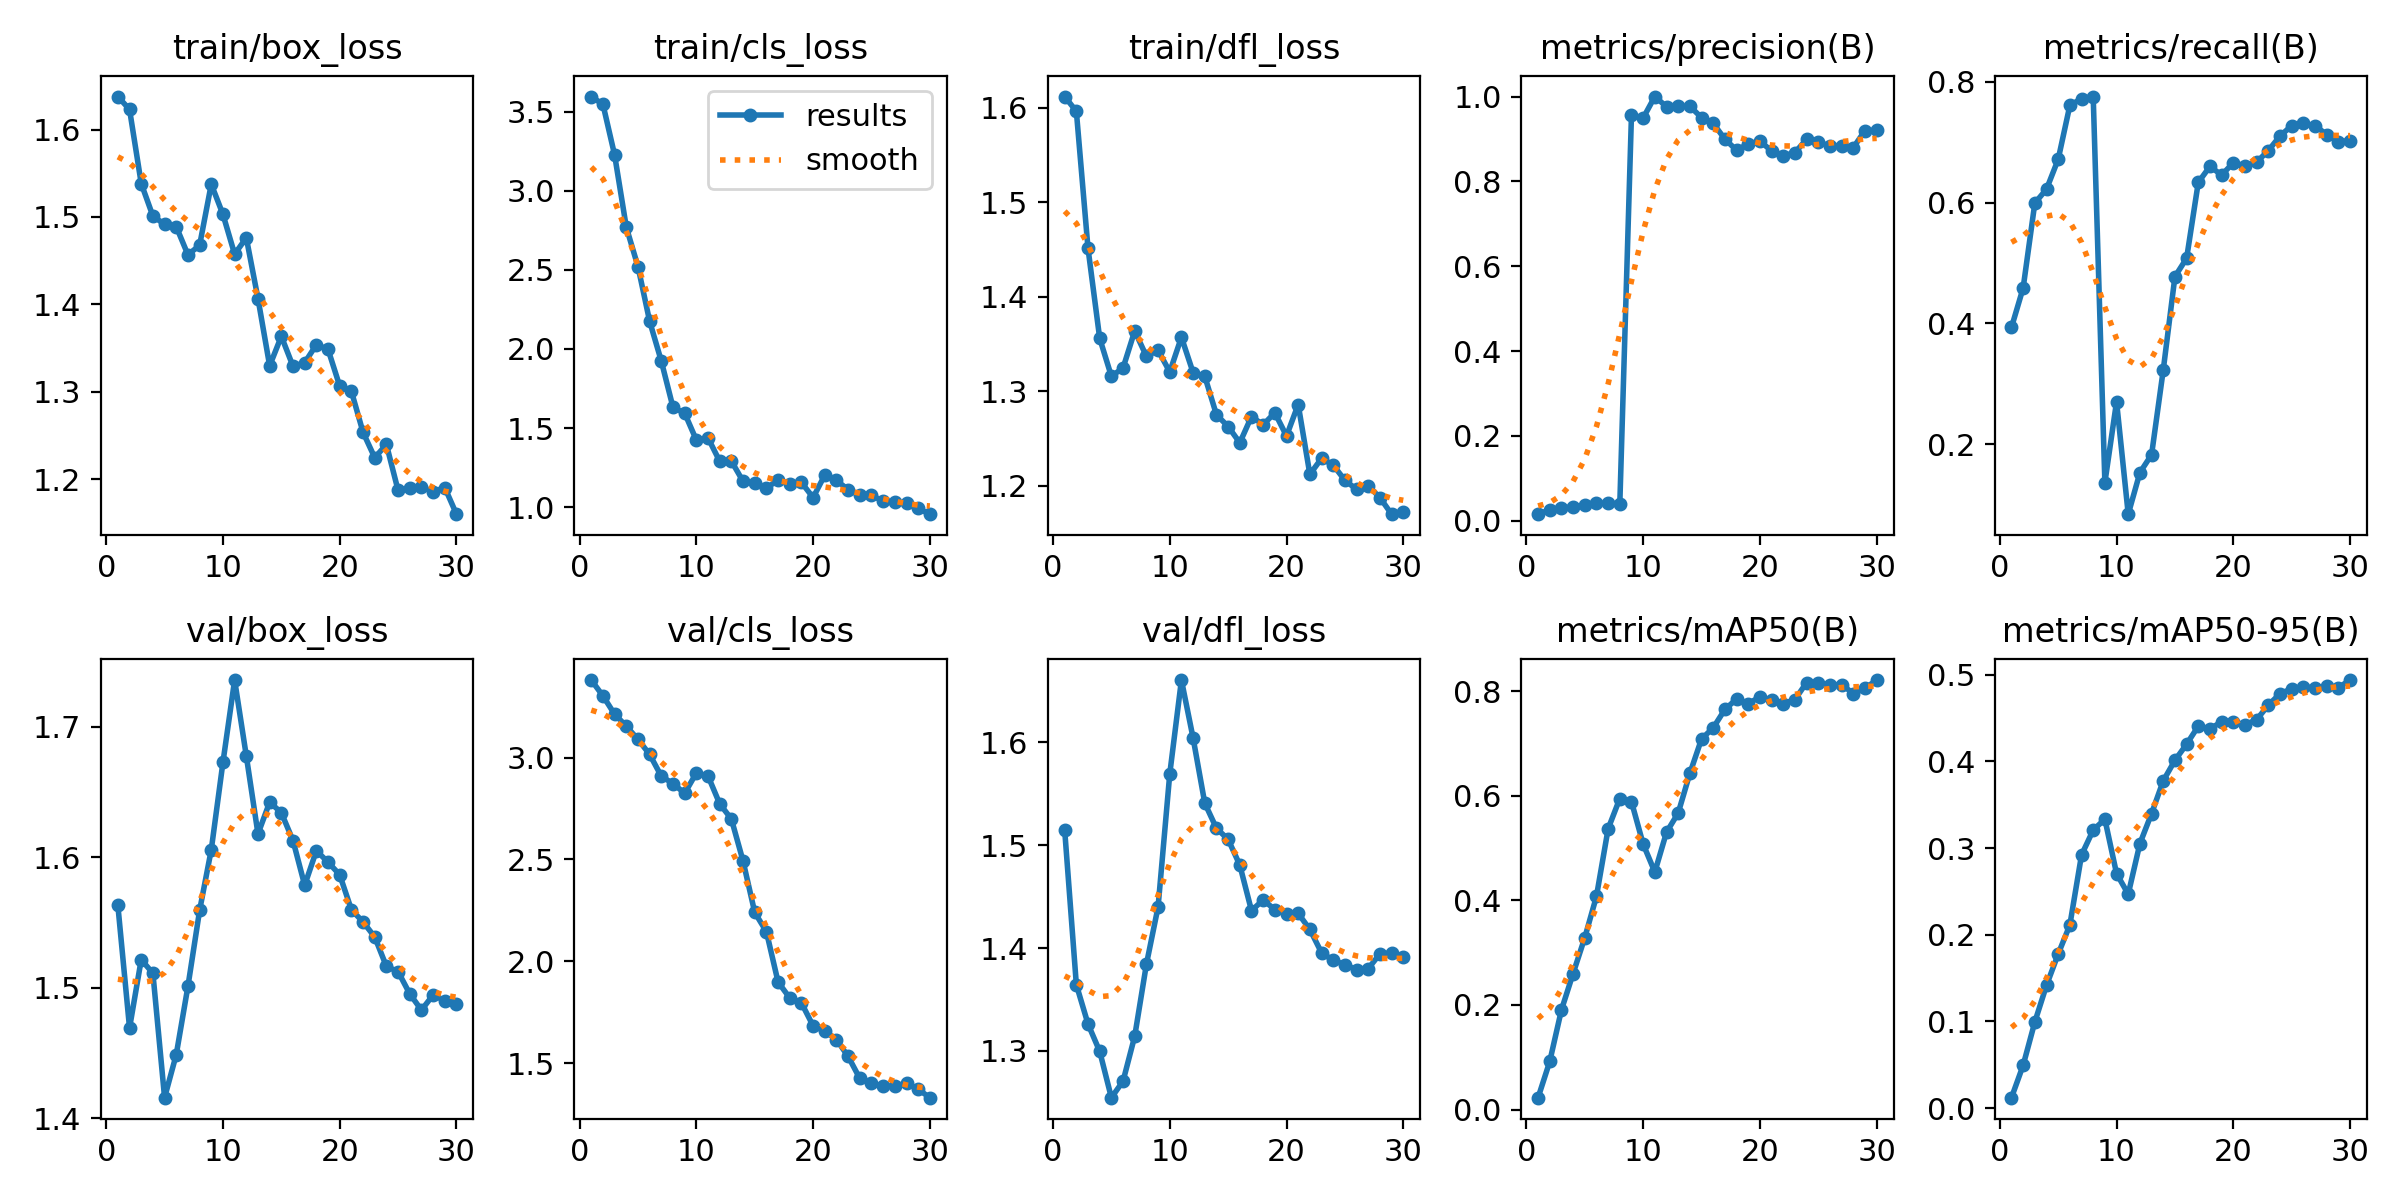 train/box_loss
1.6
1.5
1.4
1.3
1.2
0 10 20 30
train/cls_loss
results
smooth
3.5
3.0
2.5
2.0
1.5
1.0
0 10 20 30
train/dfl_loss
1.6
1.5
1.4
1.3
1.2
0 10 20 30
metrics/precision(B)
1.0
0.8
0.6
0.4
0.2
0.0
0 10 20 30
metrics/recall(B)
0.8
0.6
0.4
0.2
0 10 20 30
val/box_loss
1.7
1.6
1.5
1.4
0 10 20 30
val/cls_loss
3.0
2.5
2.0
1.5
0 10 20 30
val/dfl_loss
1.6
1.5
1.4
1.3
0 10 20 30
metrics/mAP50(B)
0.8
0.6
0.4
0.2
0.0
0 10 20 30
metrics/mAP50-95(B)
0.5
0.4
0.3
0.2
0.1
0.0
0 10 20 30